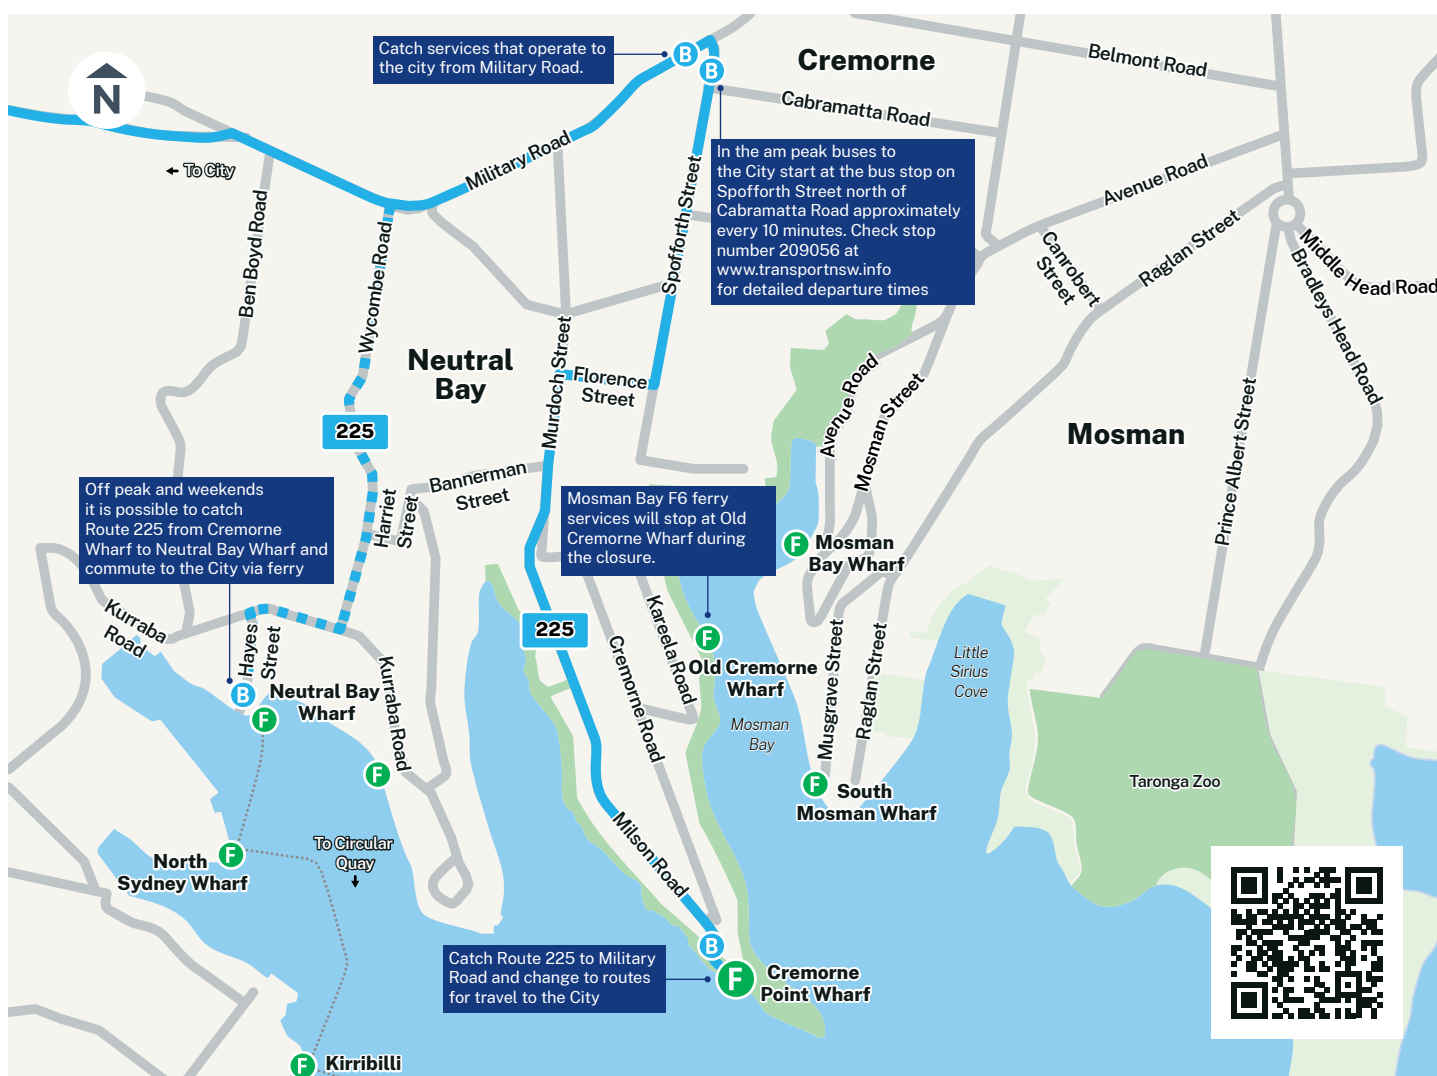 N
Catch services that operate to
the city from Military Road.
B
B
Cremorne
Belmont Road
Cabramatta Road
To City
Military Road
In the am peak buses to
the City start at the bus stop on
Spofforth Street north of
Cabramatta Road approximately
every 10 minutes. Check stop
number 209056 at
www.transportnsw.info
for detailed departure times
Avenue Road
Ben Boyd Road
Wycombe Road
Spofforth Street
Canrobert
Street
Raglan Street
Middle Head Road
Bradleys Head Road
Neutral
Bay
Murdoch Street
Florence
Street
Avenue Road
Mosman Street
Mosman
Prince Albert Street
225
Bannerman
Street
Off peak and weekends
it is possible to catch
Route 225 from Cremorne
Wharf to Neutral Bay Wharf and
commute to the City via ferry
Harriet
Street
Mosman Bay F6 ferry
services will stop at Old
Cremorne Wharf during
the closure.
F
Mosman
Bay Wharf
Kurraba
Road
Hayes
Street
225
Kareela Road
F
Old Cremorne
Wharf
Cremorne Road
Musgrave Street
Raglan Street
Little
Sirius
Cove
B
Neutral Bay
Wharf
F
Kurraba Road
F
Mosman
Bay
F
South
Mosman Wharf
Taronga Zoo
Milson Road
To Circular
Quay
F
North
Sydney Wharf
B
Catch Route 225 to Military
Road and change to routes
for travel to the City
F
Cremorne
Point Wharf
F
Kirribilli